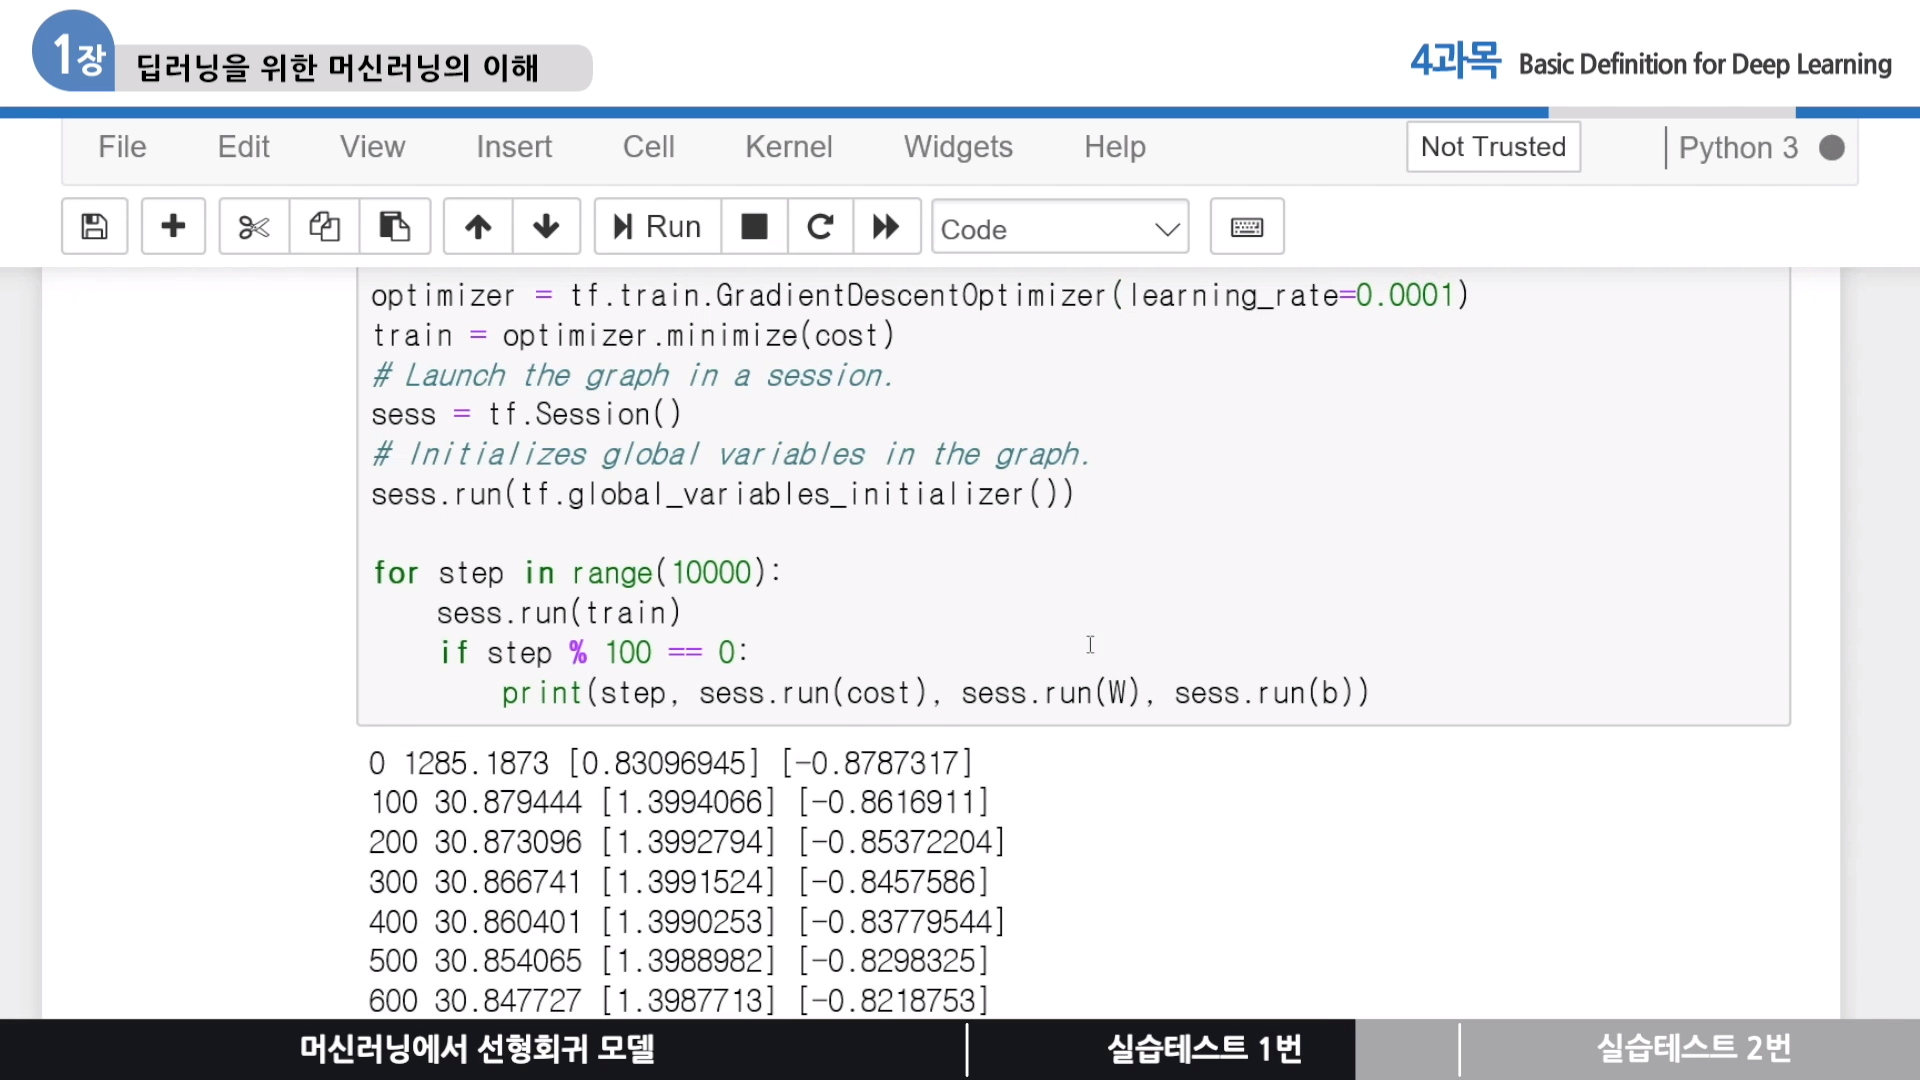 1장 딥러닝을 위한 머신러닝의 이해
4과목 Basic Definition for Deep Learning
File Edit View Insert Cell Kernel Widgets Help Not Trusted Python 3
Run Code
optimizer = tf.train.GradientDescentOptimizer(learning_rate=0.0001)
train = optimizer.minimize(cost)
# Launch the graph in a session.
sess = tf.Session()
# Initializes global variables in the graph.
sess.run(tf.global_variables_initializer())
for step in range(10000):
    sess.run(train)
    if step % 100 == 0:
        print(step, sess.run(cost), sess.run(W), sess.run(b))
0 1285.1873 [0.83096945] [-0.8787317]
100 30.879444 [1.3994066] [-0.8616911]
200 30.873096 [1.3992794] [-0.85372204]
300 30.866741 [1.3991524] [-0.8457586]
400 30.860401 [1.3990253] [-0.83779544]
500 30.854065 [1.3988982] [-0.8298325]
600 30.847727 [1.3987713] [-0.8218753]
머신러닝에서 선형회귀 모델 실습테스트 1번 실습테스트 2번